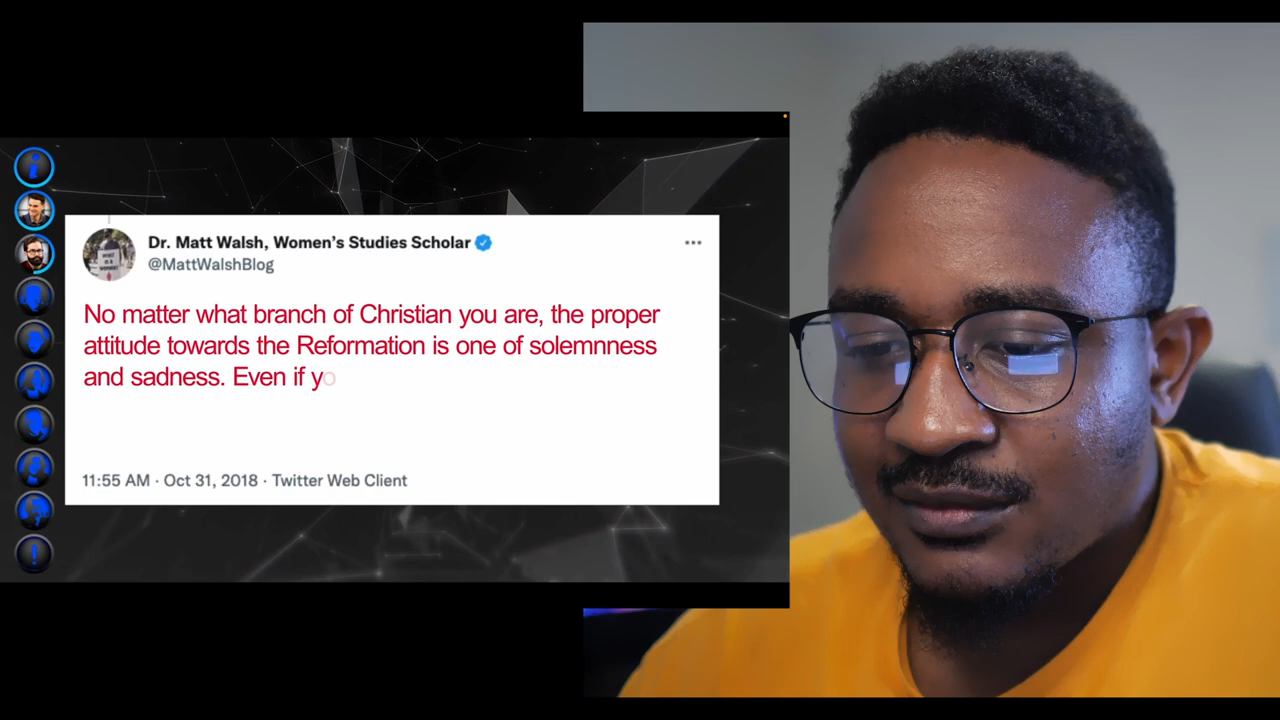 Dr. Matt Walsh, Women's Studies Scholar
@MattWalshBlog
No matter what branch of Christian you are, the proper
attitude towards the Reformation is one of solemnness
and sadness. Even if yo
11:55 AM · Oct 31, 2018 · Twitter Web Client